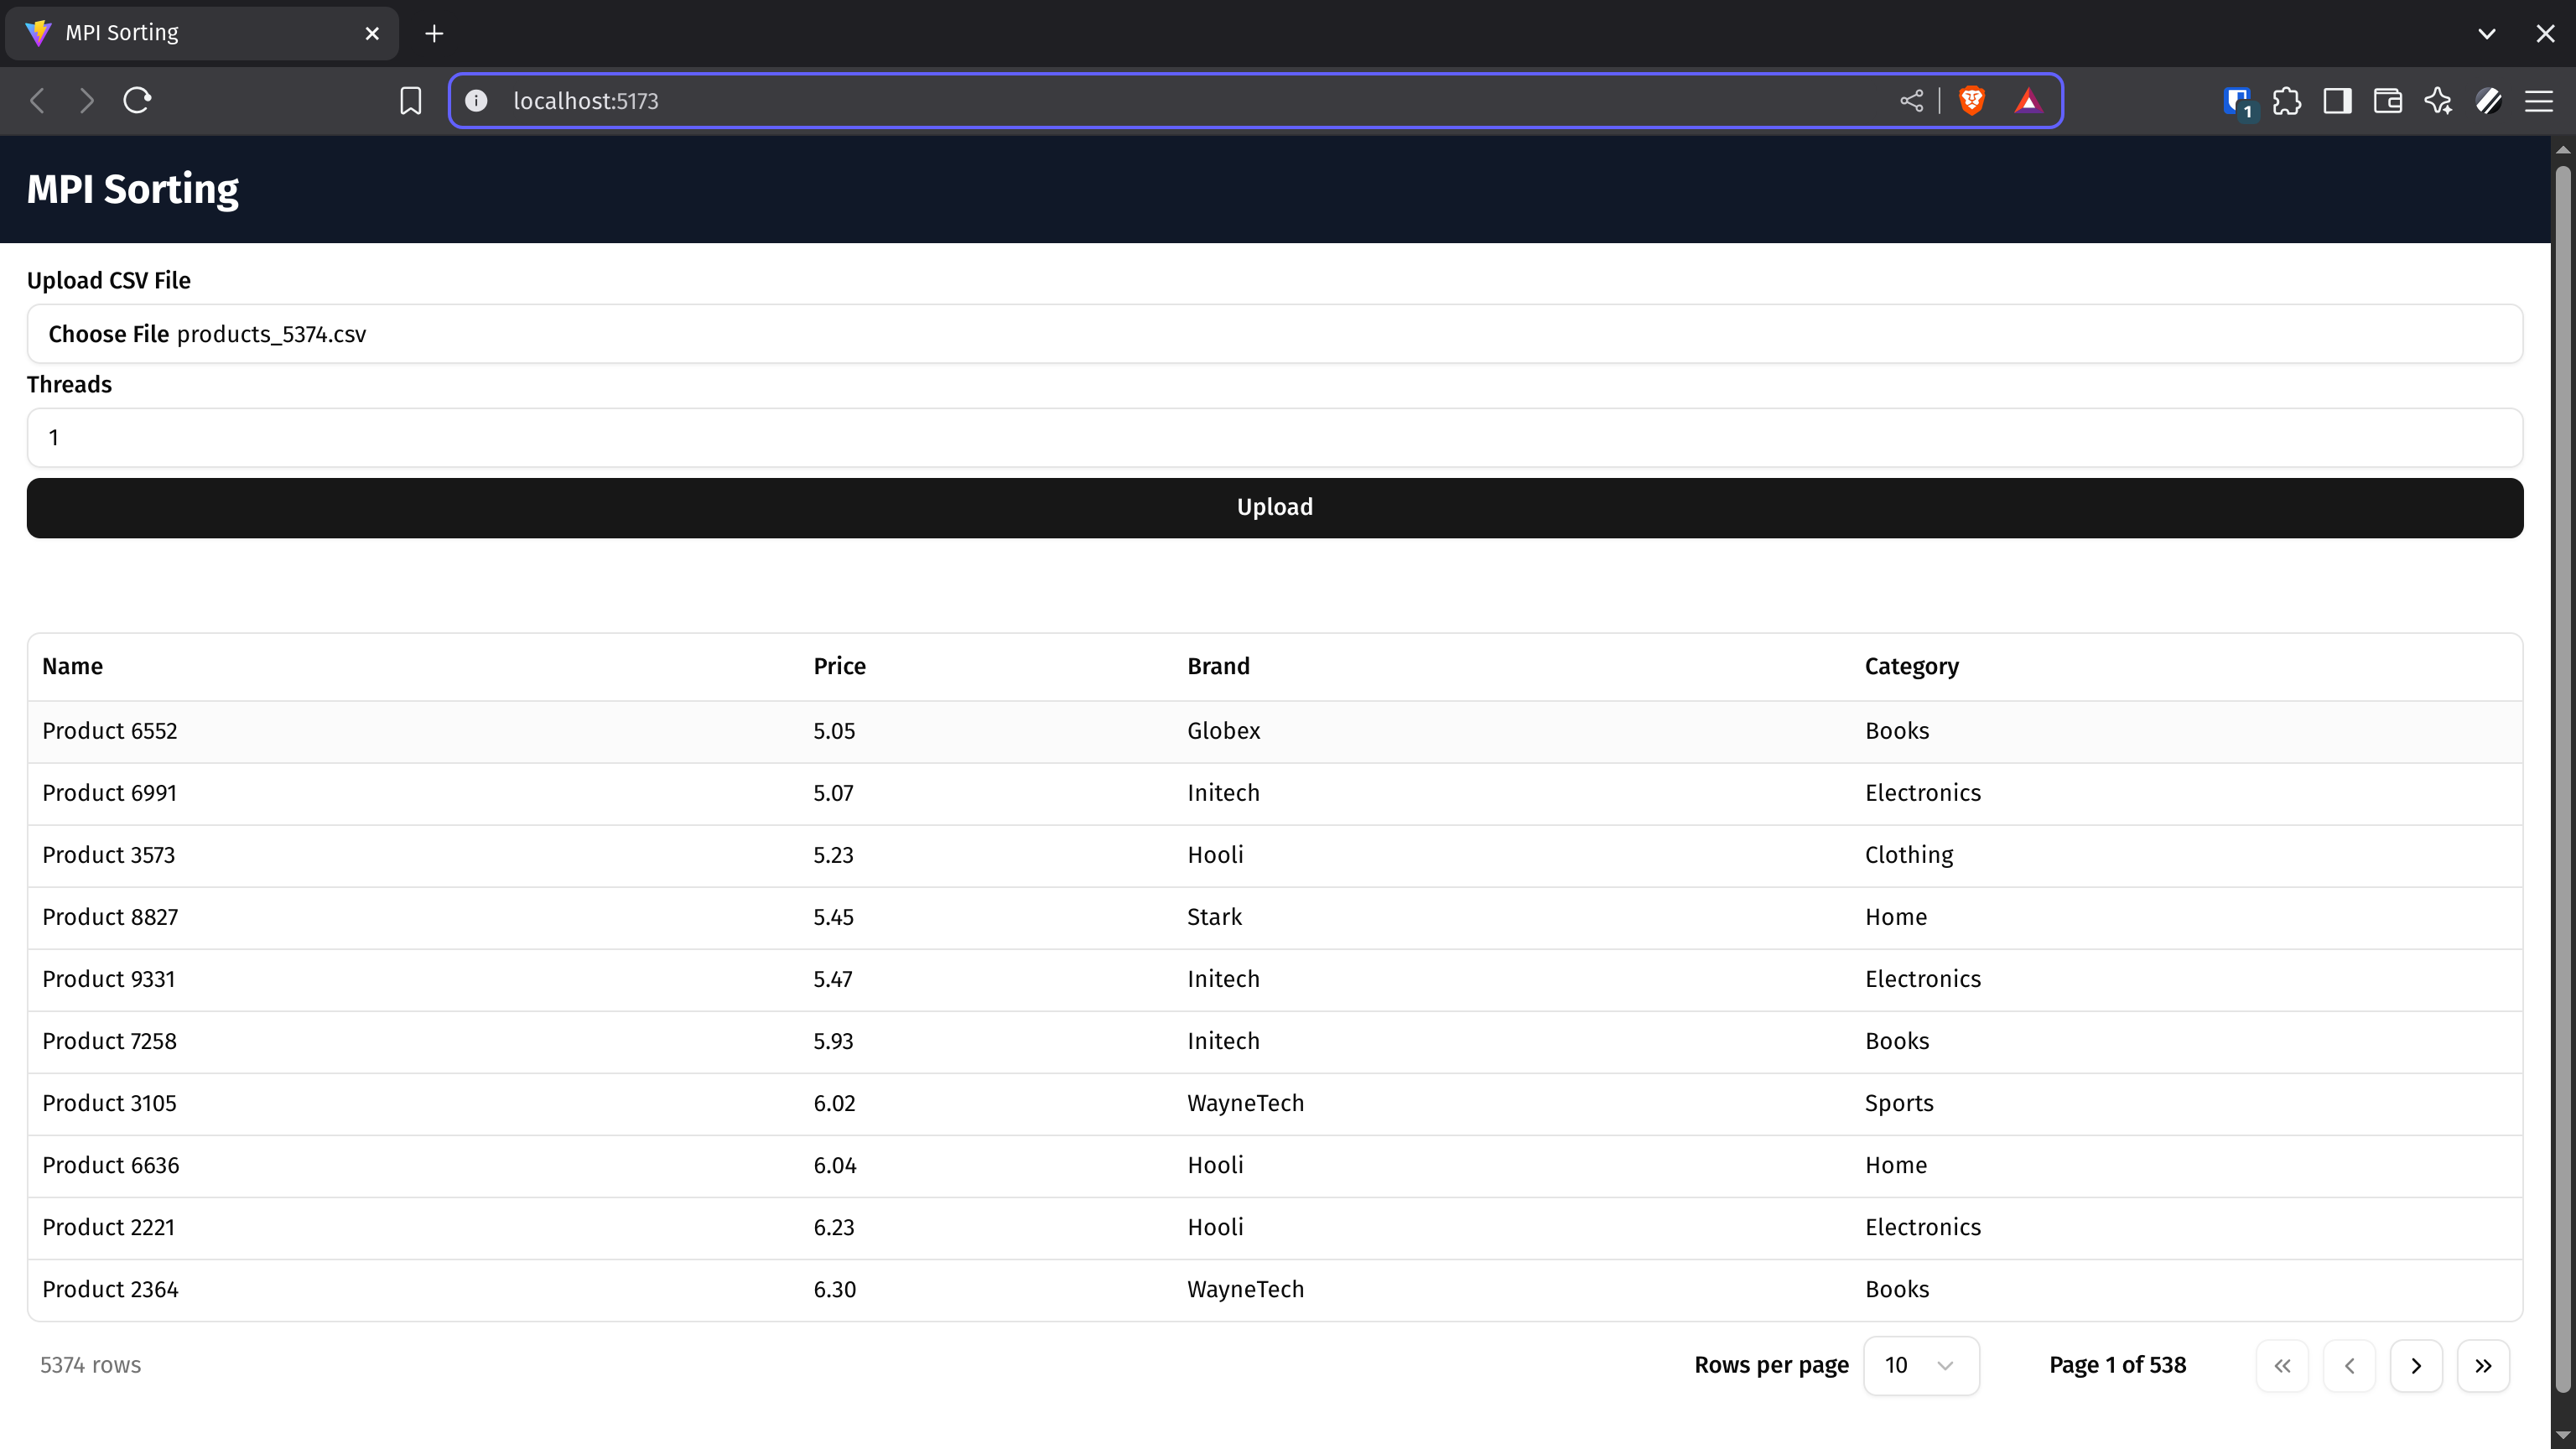 MPI Sorting
localhost:5173
1
MPI Sorting
Upload CSV File
Choose File products_5374.csv
Threads
1
Upload
Name Price Brand Category
Product 6552 5.05 Globex Books
Product 6991 5.07 Initech Electronics
Product 3573 5.23 Hooli Clothing
Product 8827 5.45 Stark Home
Product 9331 5.47 Initech Electronics
Product 7258 5.93 Initech Books
Product 3105 6.02 WayneTech Sports
Product 6636 6.04 Hooli Home
Product 2221 6.23 Hooli Electronics
Product 2364 6.30 WayneTech Books
5374 rows Rows per page 10 Page 1 of 538